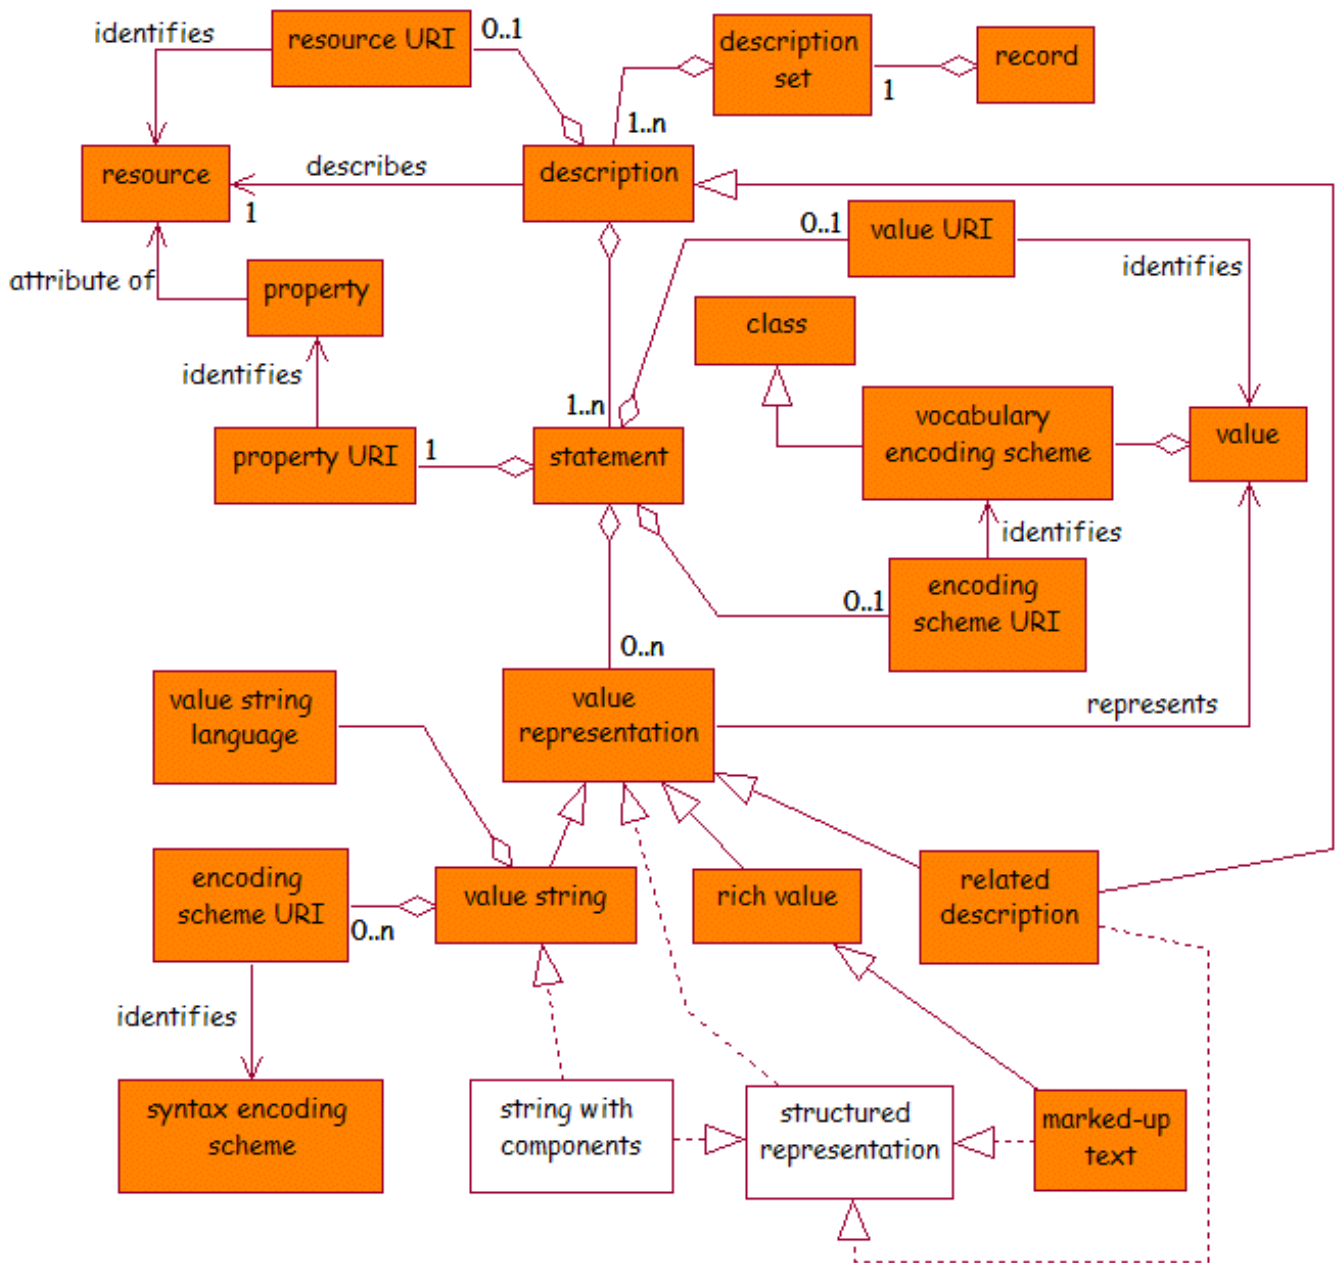 identifies
resource URI
0..1
description
set
1
record
1..n
resource
describes
1
description
0..1
value URI
identifies
attribute of
property
class
identifies
1..n
vocabulary
encoding scheme
value
property URI
1
statement
identifies
encoding
scheme URI
0..1
0..n
value string
language
value
representation
represents
encoding
scheme URI
0..n
value string
rich value
related
description
identifies
syntax encoding
scheme
string with
components
structured
representation
marked-up
text